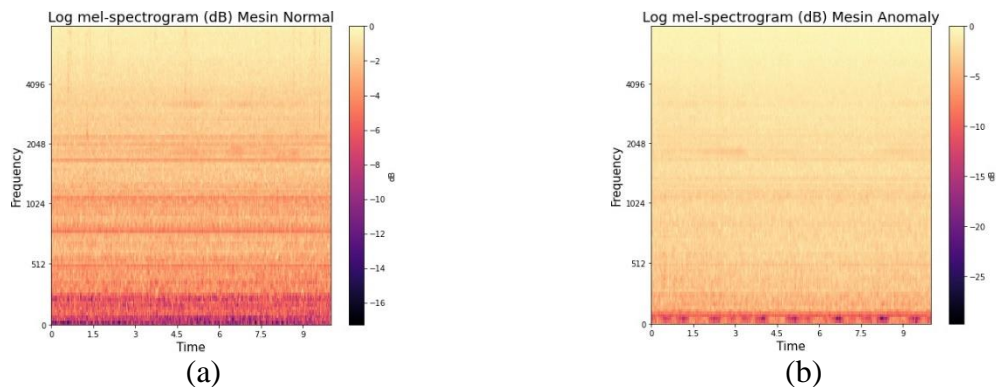 Log mel-spectrogram (dB) Mesin Normal
Frequency
4096
2048
1024
512
0
0 1.5 3 4.5 6 7.5 9
Time
0
−2
−4
−6
−8
−10
−12
−14
−16
dB
(a)
Log mel-spectrogram (dB) Mesin Anomaly
Frequency
4096
2048
1024
512
0
0 1.5 3 4.5 6 7.5 9
Time
0
−5
−10
−15
−20
−25
dB
(b)